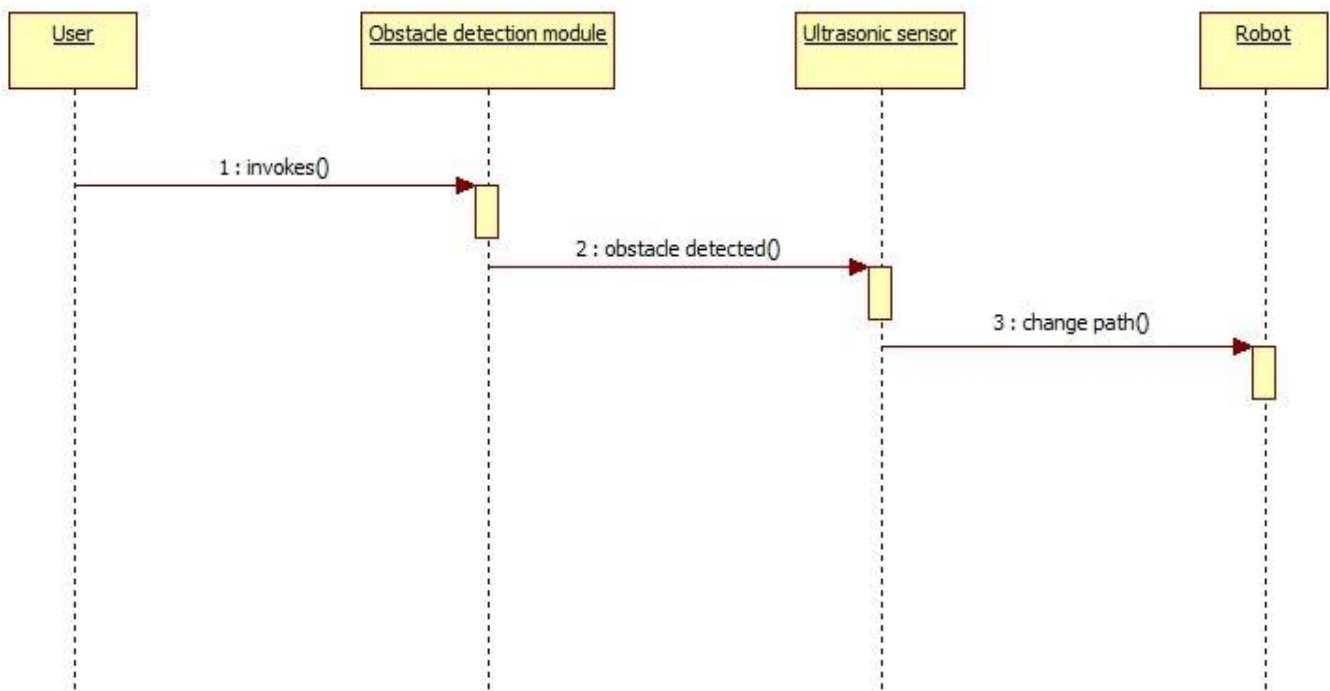 User
Obstacle detection module
Ultrasonic sensor
Robot
1 : invokes()
2 : obstacle detected()
3 : change path()